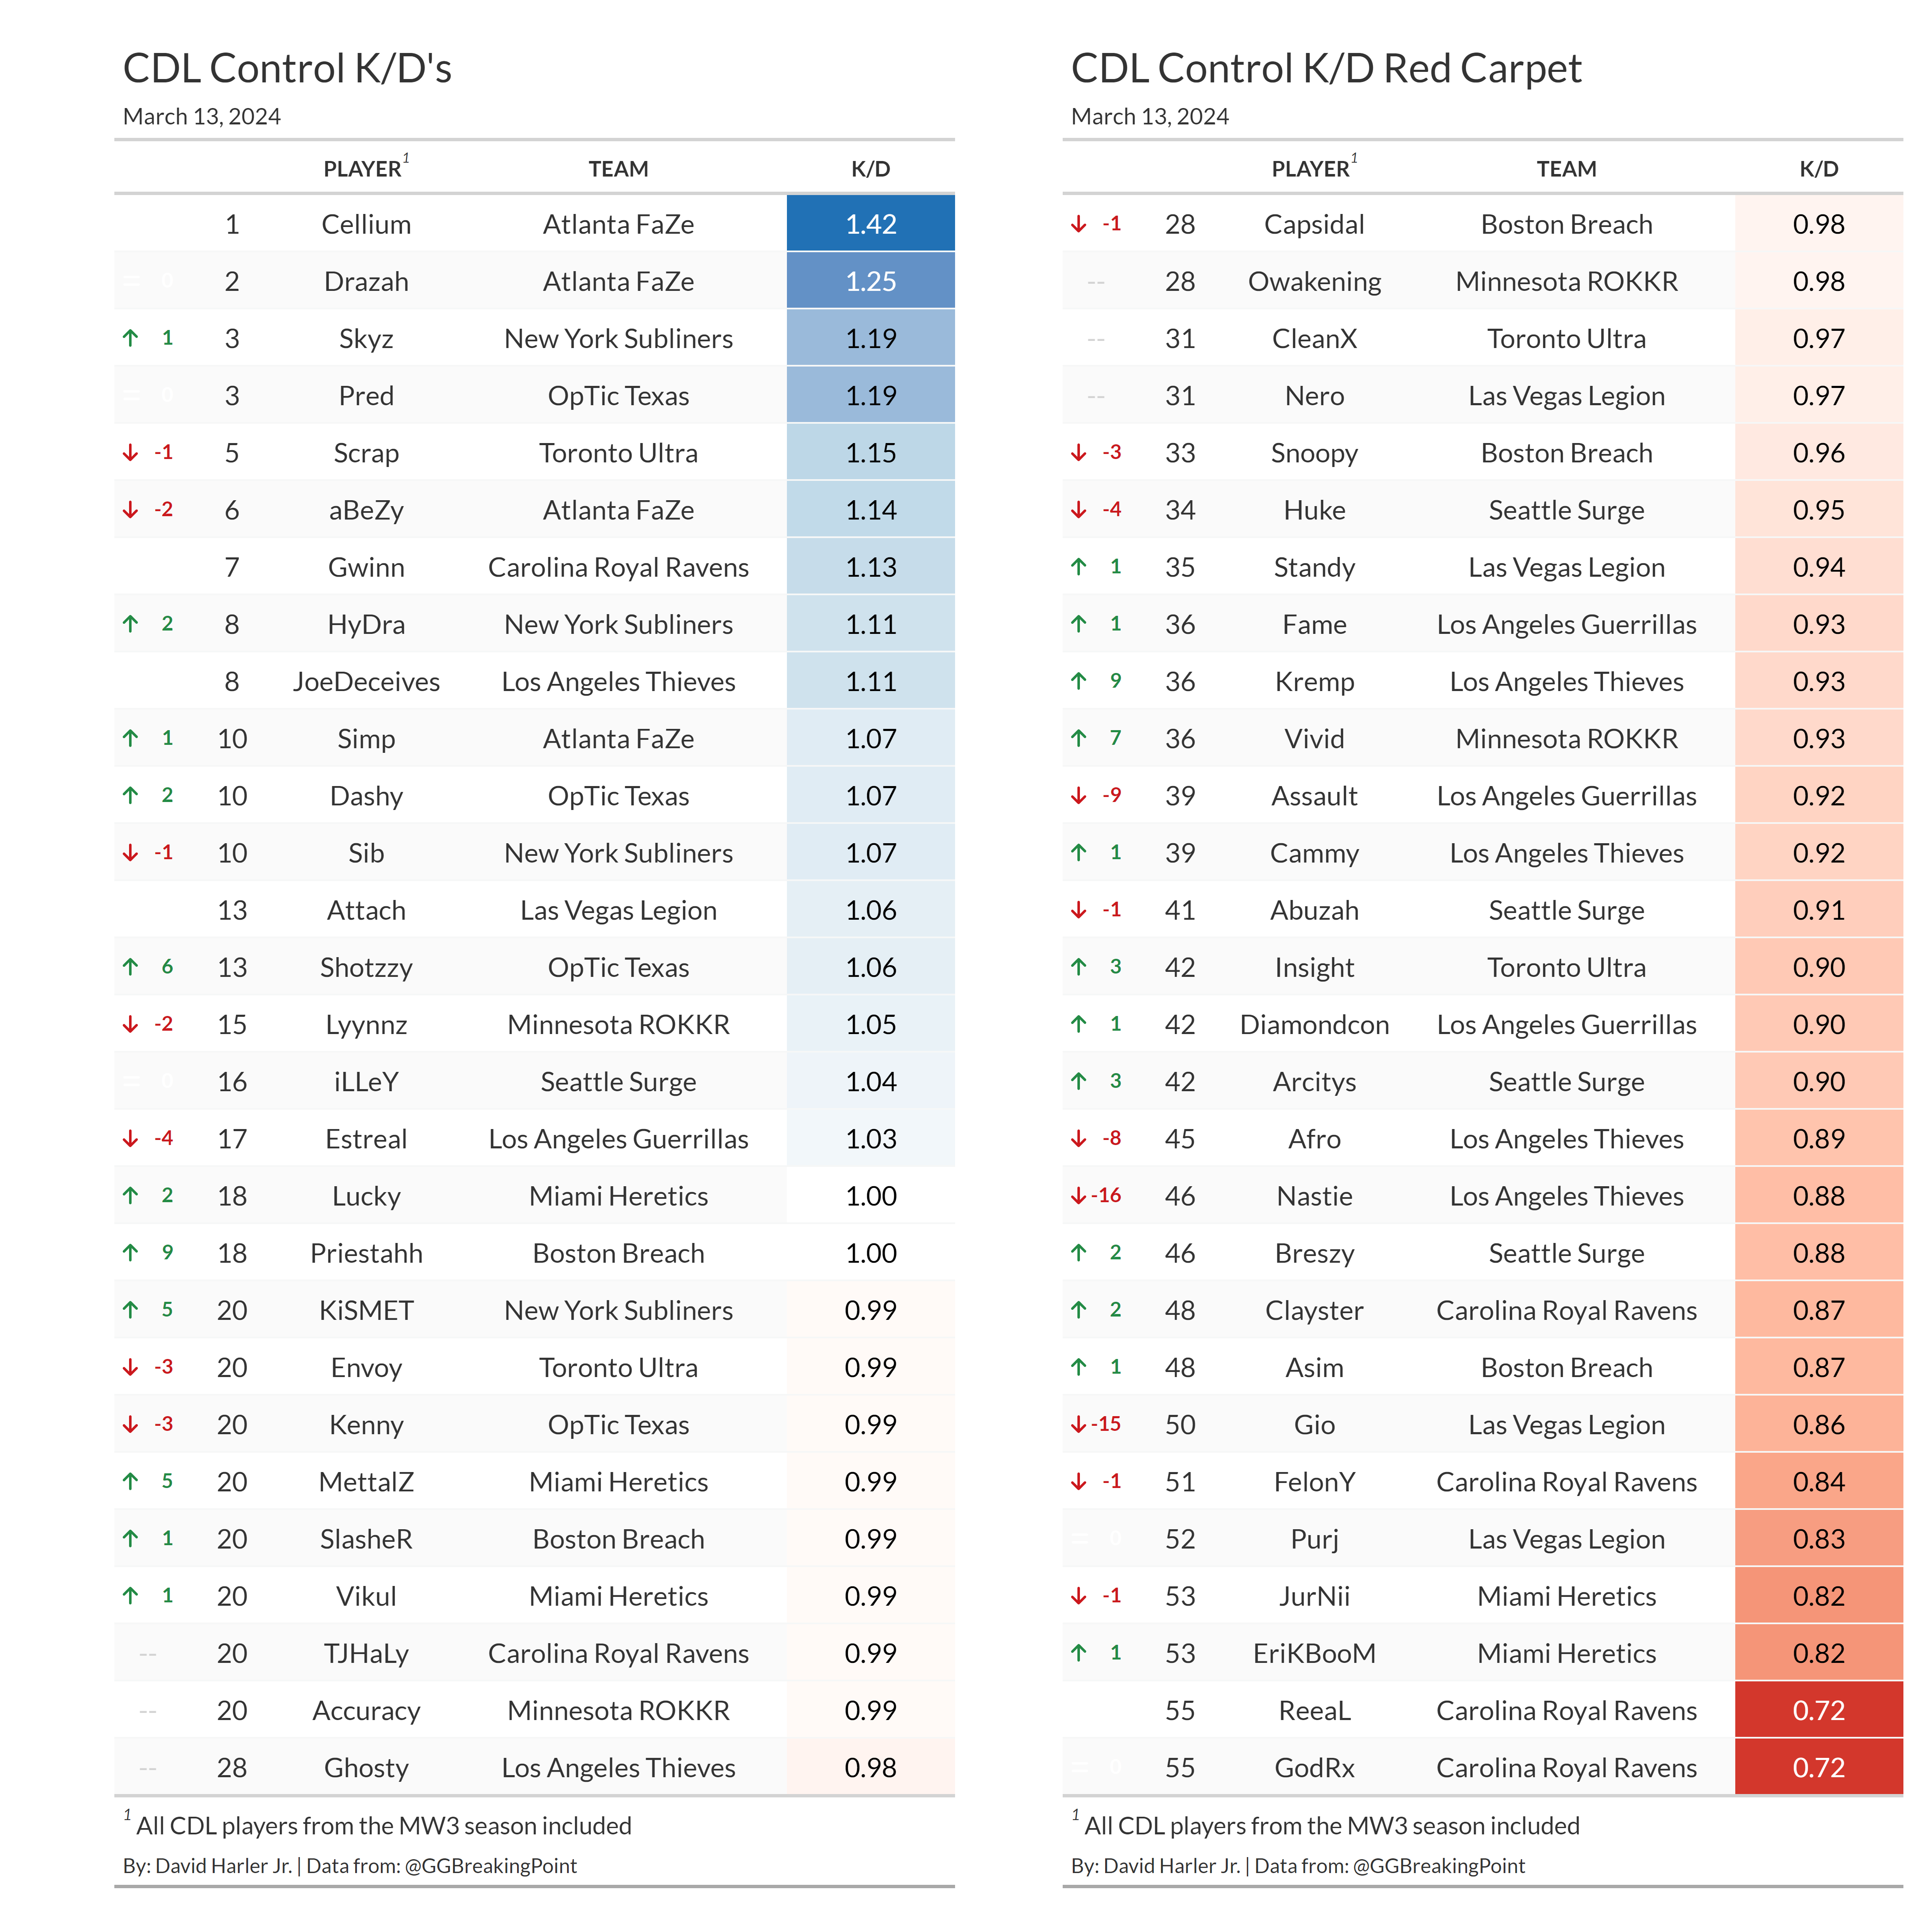 CDL Control K/D's
March 13, 2024
PLAYER1 TEAM K/D
1 Cellium Atlanta FaZe 1.42
= 0 2 Drazah Atlanta FaZe 1.25
↑ 1 3 Skyz New York Subliners 1.19
= 0 3 Pred OpTic Texas 1.19
↓ -1 5 Scrap Toronto Ultra 1.15
↓ -2 6 aBeZy Atlanta FaZe 1.14
7 Gwinn Carolina Royal Ravens 1.13
↑ 2 8 HyDra New York Subliners 1.11
8 JoeDeceives Los Angeles Thieves 1.11
↑ 1 10 Simp Atlanta FaZe 1.07
↑ 2 10 Dashy OpTic Texas 1.07
↓ -1 10 Sib New York Subliners 1.07
13 Attach Las Vegas Legion 1.06
↑ 6 13 Shotzzy OpTic Texas 1.06
↓ -2 15 Lyynnz Minnesota ROKKR 1.05
= 0 16 iLLeY Seattle Surge 1.04
↓ -4 17 Estreal Los Angeles Guerrillas 1.03
↑ 2 18 Lucky Miami Heretics 1.00
↑ 9 18 Priestahh Boston Breach 1.00
↑ 5 20 KiSMET New York Subliners 0.99
↓ -3 20 Envoy Toronto Ultra 0.99
↓ -3 20 Kenny OpTic Texas 0.99
↑ 5 20 MettalZ Miami Heretics 0.99
↑ 1 20 SlasheR Boston Breach 0.99
↑ 1 20 Vikul Miami Heretics 0.99
-- 20 TJHaLy Carolina Royal Ravens 0.99
-- 20 Accuracy Minnesota ROKKR 0.99
-- 28 Ghosty Los Angeles Thieves 0.98
1 All CDL players from the MW3 season included
By: David Harler Jr. | Data from: @GGBreakingPoint
CDL Control K/D Red Carpet
March 13, 2024
PLAYER1 TEAM K/D
↓ -1 28 Capsidal Boston Breach 0.98
-- 28 Owakening Minnesota ROKKR 0.98
-- 31 CleanX Toronto Ultra 0.97
-- 31 Nero Las Vegas Legion 0.97
↓ -3 33 Snoopy Boston Breach 0.96
↓ -4 34 Huke Seattle Surge 0.95
↑ 1 35 Standy Las Vegas Legion 0.94
↑ 1 36 Fame Los Angeles Guerrillas 0.93
↑ 9 36 Kremp Los Angeles Thieves 0.93
↑ 7 36 Vivid Minnesota ROKKR 0.93
↓ -9 39 Assault Los Angeles Guerrillas 0.92
↑ 1 39 Cammy Los Angeles Thieves 0.92
↓ -1 41 Abuzah Seattle Surge 0.91
↑ 3 42 Insight Toronto Ultra 0.90
↑ 1 42 Diamondcon Los Angeles Guerrillas 0.90
↑ 3 42 Arcitys Seattle Surge 0.90
↓ -8 45 Afro Los Angeles Thieves 0.89
↓ -16 46 Nastie Los Angeles Thieves 0.88
↑ 2 46 Breszy Seattle Surge 0.88
↑ 2 48 Clayster Carolina Royal Ravens 0.87
↑ 1 48 Asim Boston Breach 0.87
↓ -15 50 Gio Las Vegas Legion 0.86
↓ -1 51 FelonY Carolina Royal Ravens 0.84
= 0 52 Purj Las Vegas Legion 0.83
↓ -1 53 JurNii Miami Heretics 0.82
↑ 1 53 EriKBooM Miami Heretics 0.82
55 ReeaL Carolina Royal Ravens 0.72
= 0 55 GodRx Carolina Royal Ravens 0.72
1 All CDL players from the MW3 season included
By: David Harler Jr. | Data from: @GGBreakingPoint